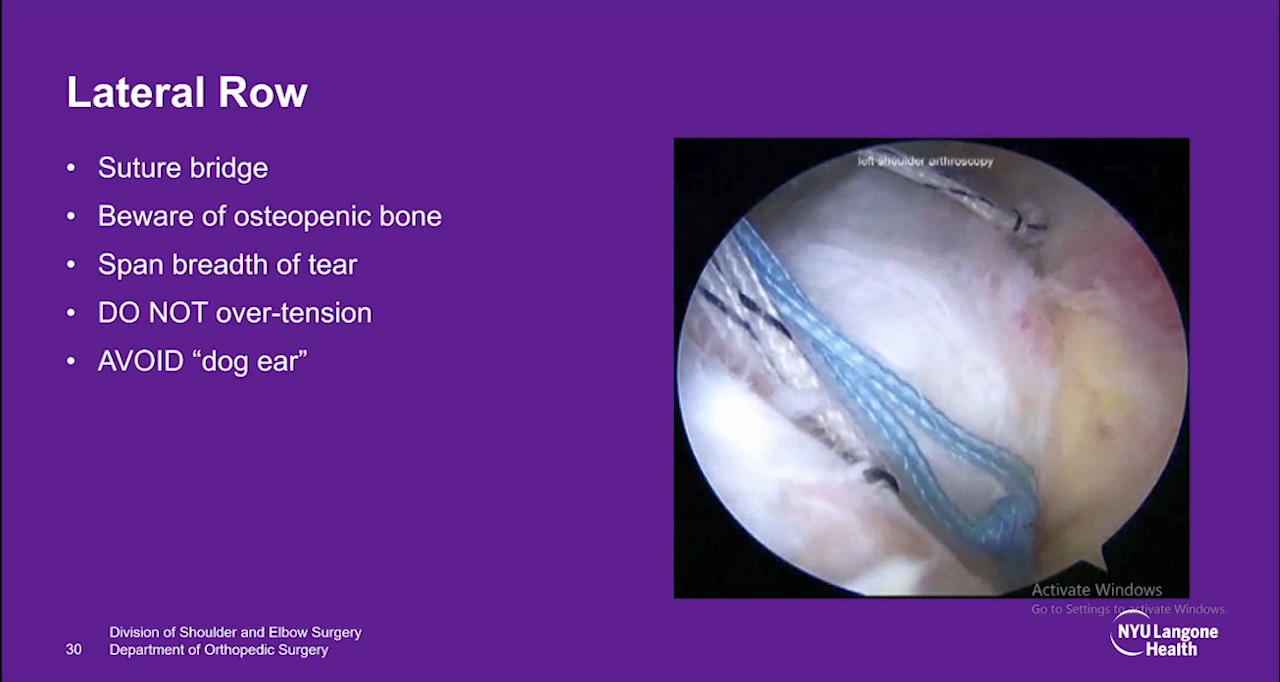 Lateral Row
• Suture bridge
• Beware of osteopenic bone
• Span breadth of tear
• DO NOT over-tension
• AVOID “dog ear”
left shoulder arthroscopy
Activate Windows
Go to Settings to activate Windows.
30
Division of Shoulder and Elbow Surgery
Department of Orthopedic Surgery
NYU Langone
Health